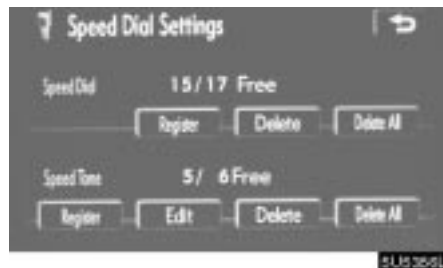 Speed Dial Settings
Speed Dial 15/17 Free
Register Delete Delete All
Speed Tone 5/ 6 Free
Register Edit Delete Delete All